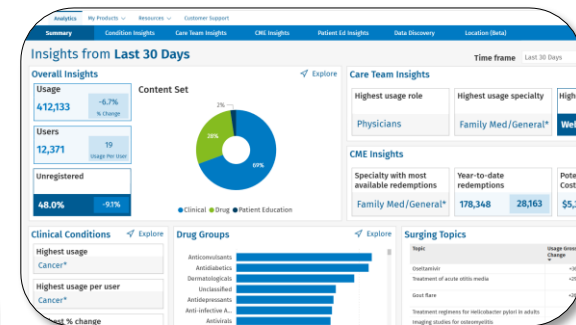 Analytics My Products Resources Customer Support
Summary Condition Insights Care Team Insights CME Insights Patient Ed Insights Data Discovery Location (Beta)
Insights from Last 30 Days
Time frame Last 30 Days
Overall Insights Explore
Usage
412,133
-6.7%
% Change
Users
12,371
19
Usage Per User
Unregistered
48.0% -9.1%
Content Set
2%
20%
69%
Clinical Drug Patient Education
Care Team Insights
Highest usage role
Physicians
Highest usage specialty
Family Med/General*
CME Insights
Specialty with most
available redemptions
Family Med/General*
Year-to-date
redemptions
178,348 28,163
Clinical Conditions Explore
Highest usage
Cancer*
Highest usage per user
Cancer*
% change
Drug Groups Explore
Anticonvulsants
Antidiabetics
Dermatologicals
Unclassified
Antidepressants
Anti-infective A...
Antivirals
Surging Topics
Topic
Change
Oseltamivir
Treatment of acute otitis media
Gout flare
Treatment regimens for Helicobacter pylori in adults
Imaging studies for osteomyelitis